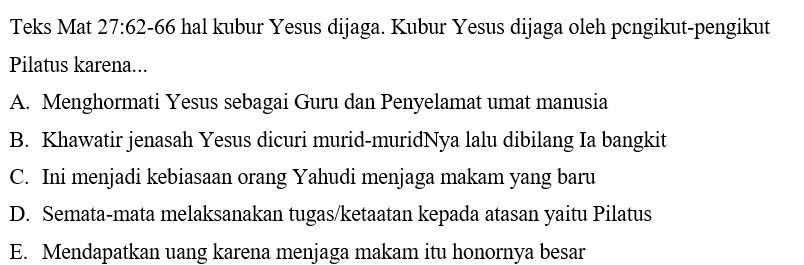 Teks Mat 27:62-66 hal kubur Yesus dijaga. Kubur Yesus dijaga oleh pcngikut-pengikut
Pilatus karena...
A. Menghormati Yesus sebagai Guru dan Penyelamat umat manusia
B. Khawatir jenasah Yesus dicuri murid-muridNya lalu dibilang Ia bangkit
C. Ini menjadi kebiasaan orang Yahudi menjaga makam yang baru
D. Semata-mata melaksanakan tugas/ketaatan kepada atasan yaitu Pilatus
E. Mendapatkan uang karena menjaga makam itu honornya besar